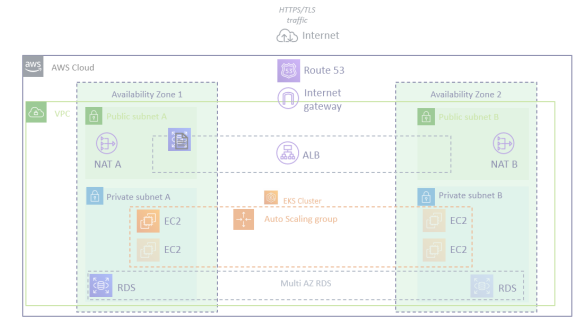 HTTPS/TLS
traffic
Internet
aws
AWS Cloud
Route 53
53
Availability Zone 1
Internet
gateway
Availability Zone 2
VPC
Public subnet A
Public subnet B
NAT A
ALB
NAT B
Private subnet A
EKS Cluster
Private subnet B
EC2
Auto Scaling group
EC2
EC2
EC2
RDS
Multi AZ RDS
RDS